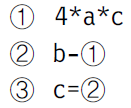 ① 4*a*c
② b-①
③ c=②